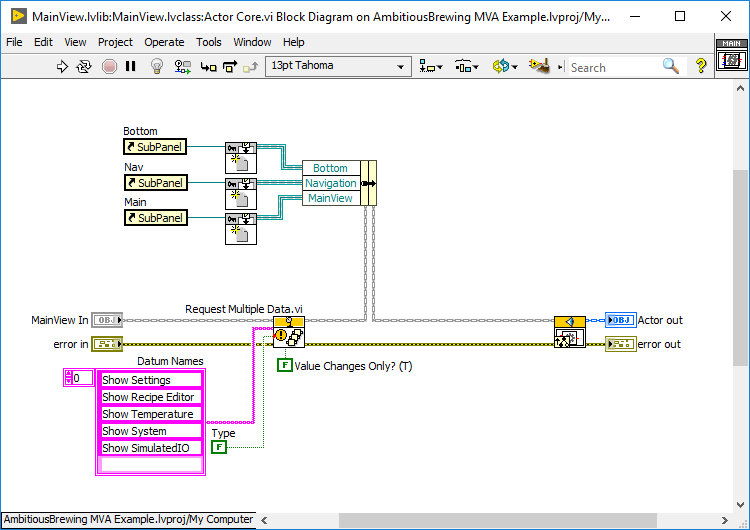 MainView.lvlib:MainView.lvclass:Actor Core.vi Block Diagram on AmbitiousBrewing MVA Example.lvproj/My...
File Edit View Project Operate Tools Window Help
MAIN
13pt Tahoma
Search
Bottom
SubPanel
Nav
SubPanel
Main
SubPanel
Bottom
Navigation
MainView
Request Multiple Data.vi
MainView In OBJ
OBJ Actor out
error in
error out
Datum Names
F Value Changes Only? (T)
0
Show Settings
Show Recipe Editor
Show Temperature
Show System
Show SimulatedIO
Type
F
AmbitiousBrewing MVA Example.lvproj/My Computer